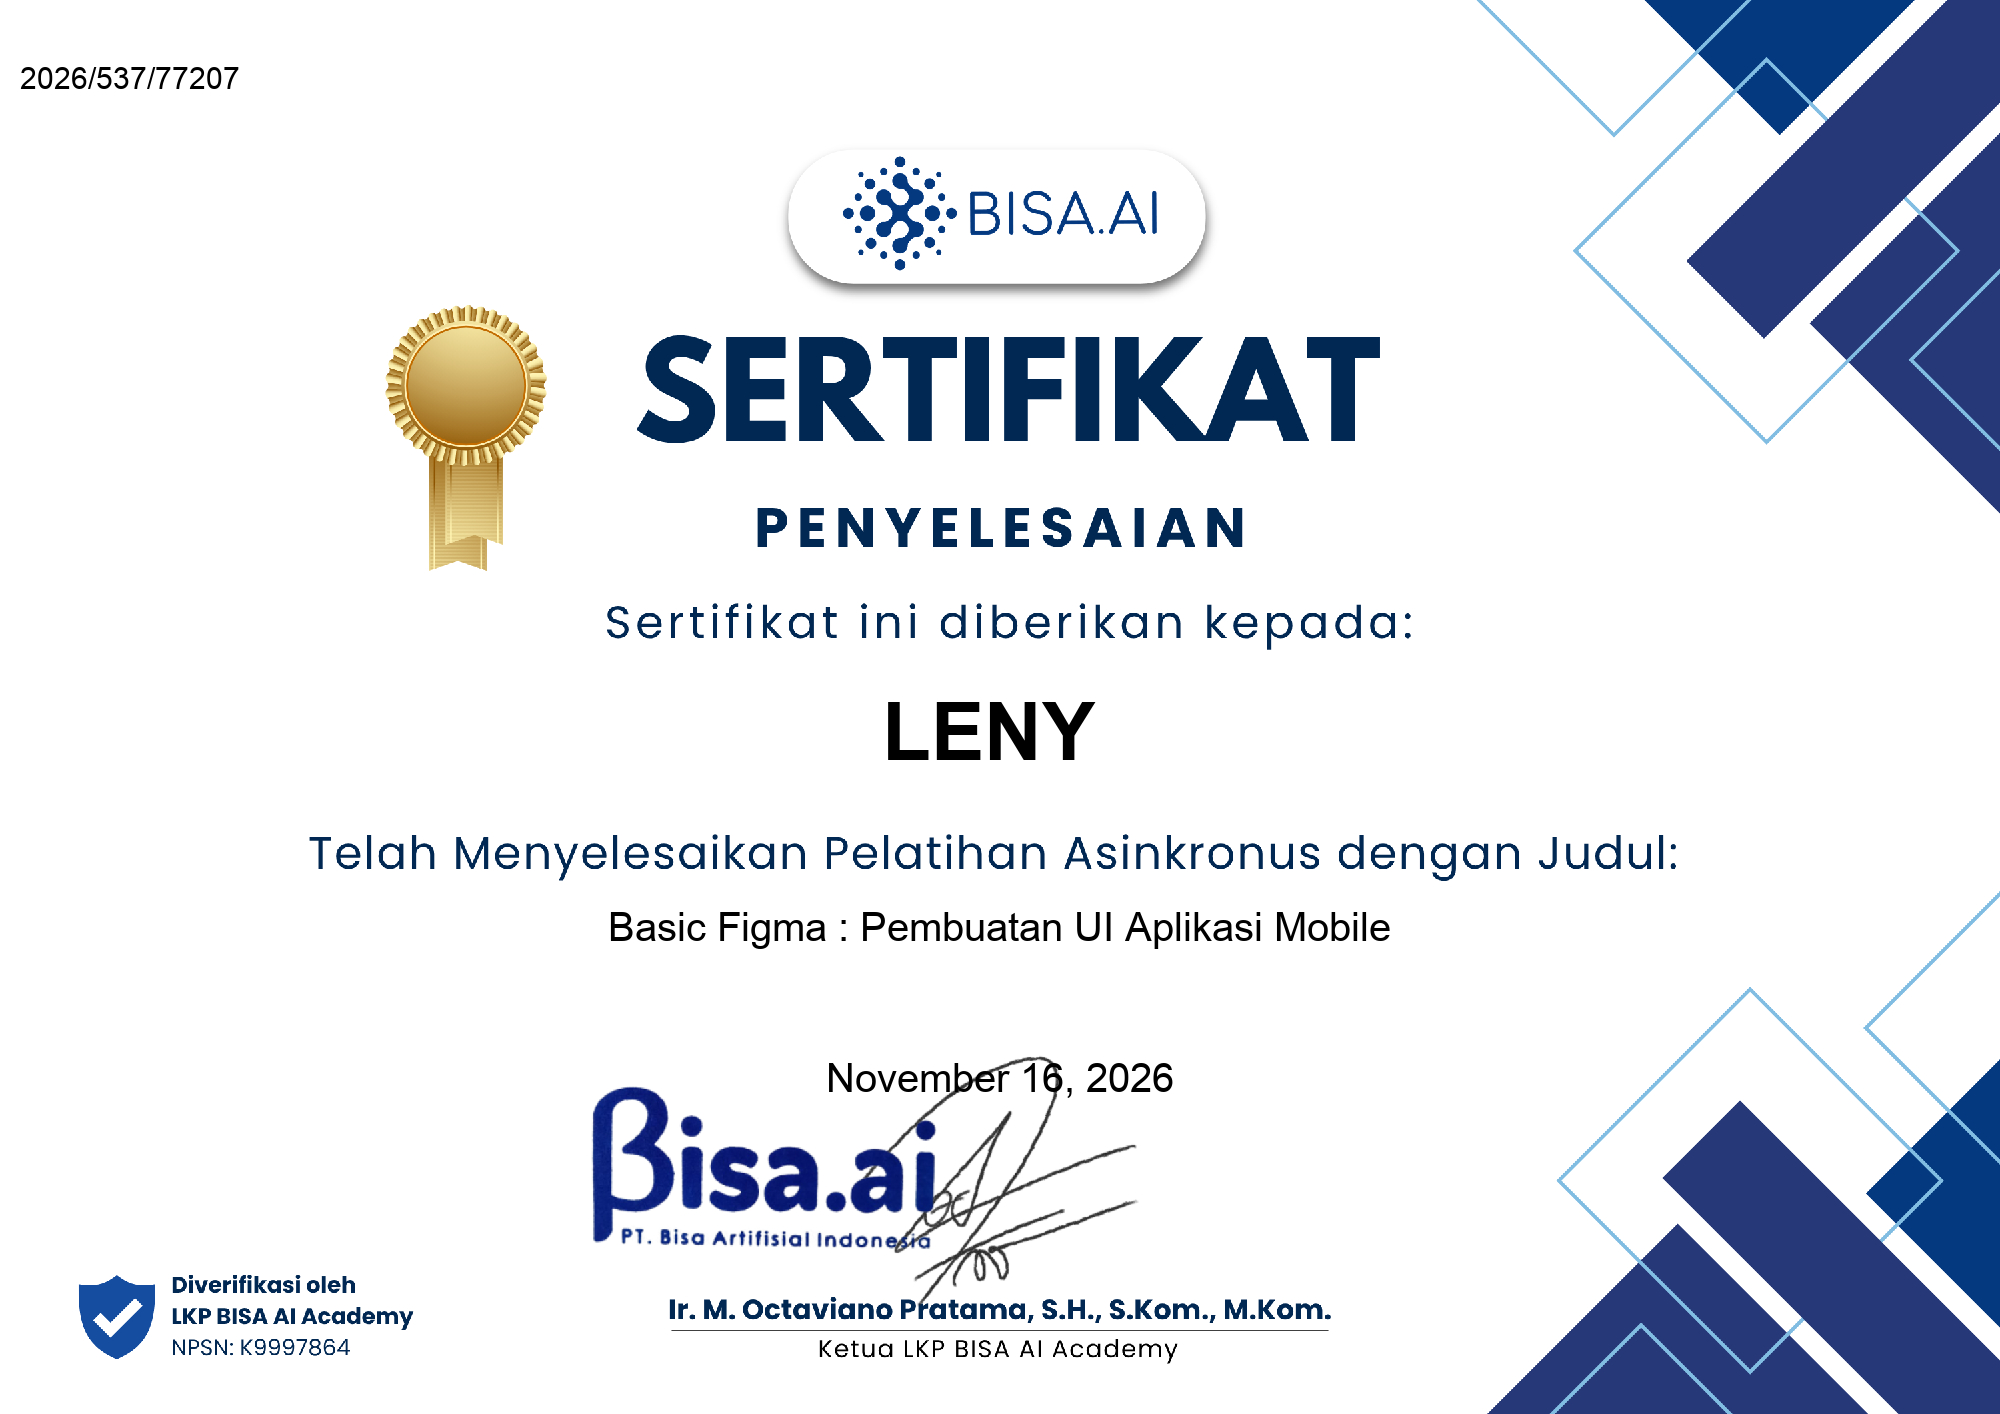 2026/537/77207
BISA.AI
SERTIFIKAT
PENYELESAIAN
Sertifikat ini diberikan kepada:
LENY
Telah Menyelesaikan Pelatihan Asinkronus dengan Judul:
Basic Figma : Pembuatan UI Aplikasi Mobile
November 16, 2026
Bisa.ai
PT. Bisa Artifisial Indonesia
Diverifikasi oleh
LKP BISA AI Academy
NPSN: K9997864
Ir. M. Octaviano Pratama, S.H., S.Kom., M.Kom.
Ketua LKP BISA AI Academy